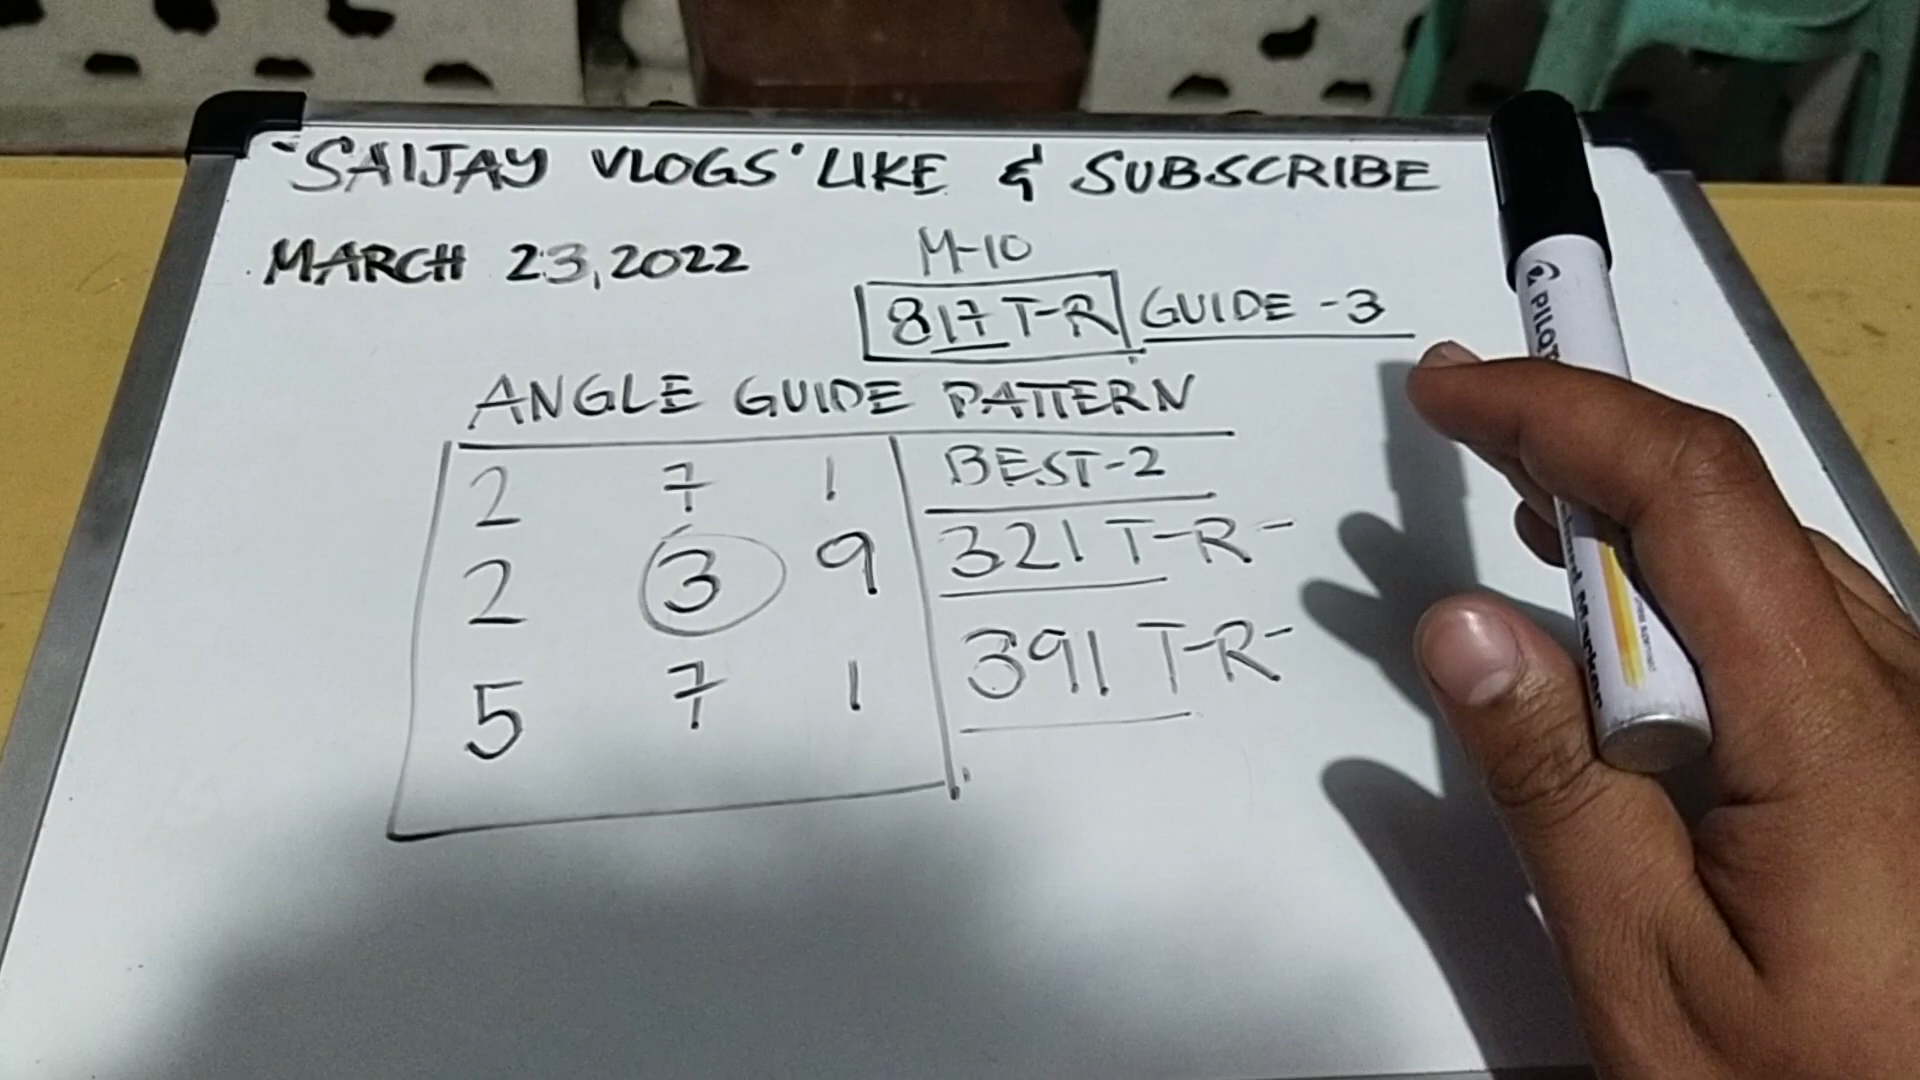 "SAIJAY VLOGS' LIKE & SUBSCRIBE
MARCH 23, 2022
M-10
817 T-R GUIDE -3
ANGLE GUIDE PATTERN
2 7 1
2 3 9
5 7 1
BEST-2
321 T-R-
391 T-R-
PILOT